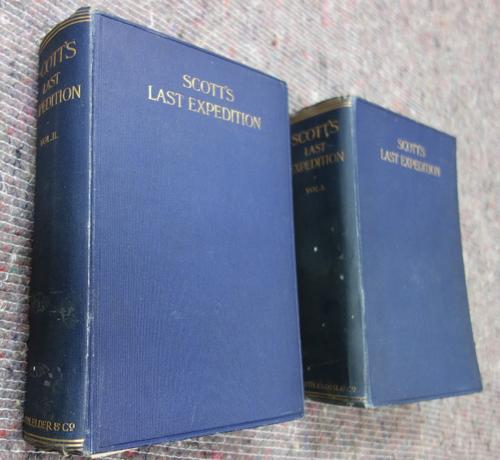 SCOTT'S
LAST
EXPEDITION
VOL.II.
ELDER & CO
SCOTT'S
LAST EXPEDITION
SCOTT'S
LAST
EXPEDITION
VOL.I.
SMITH, ELDER & CO
SCOTT'S
LAST EXPEDITION